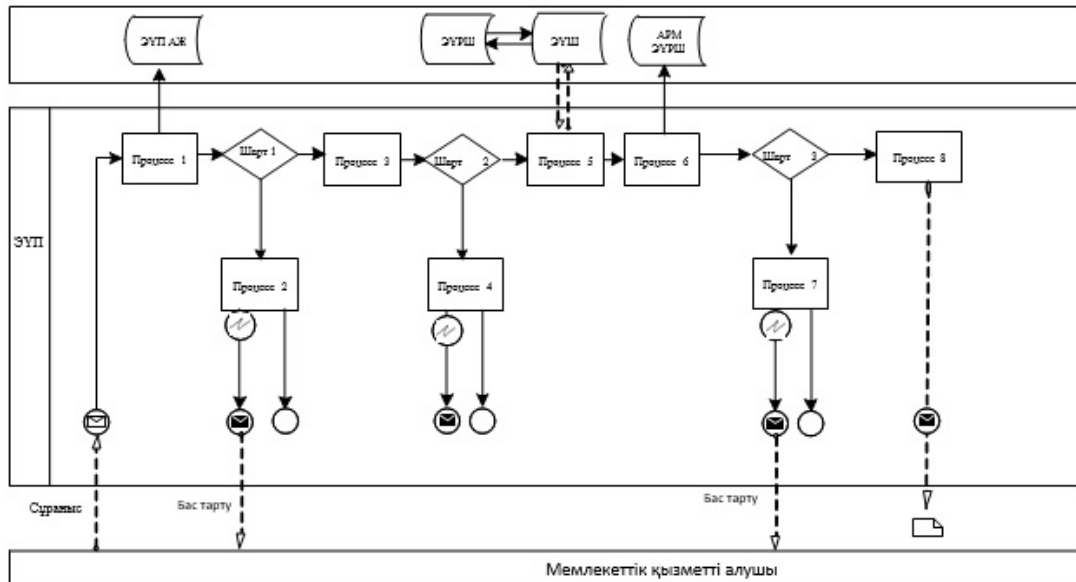 ЭҮП АЖ
ЭҮРШ
ЭҮШ
АРМ
ЭҮРШ
Процесс 1
Шарт 1
Процесс 3
Шарт 2
Процесс 5
Процесс 6
Шарт 3
Процесс 8
ЭҮП
Процесс 2
Процесс 4
Процесс 7
Сұраныс
Бас тарту
Бас тарту
Мемлекеттік қызметті алушы